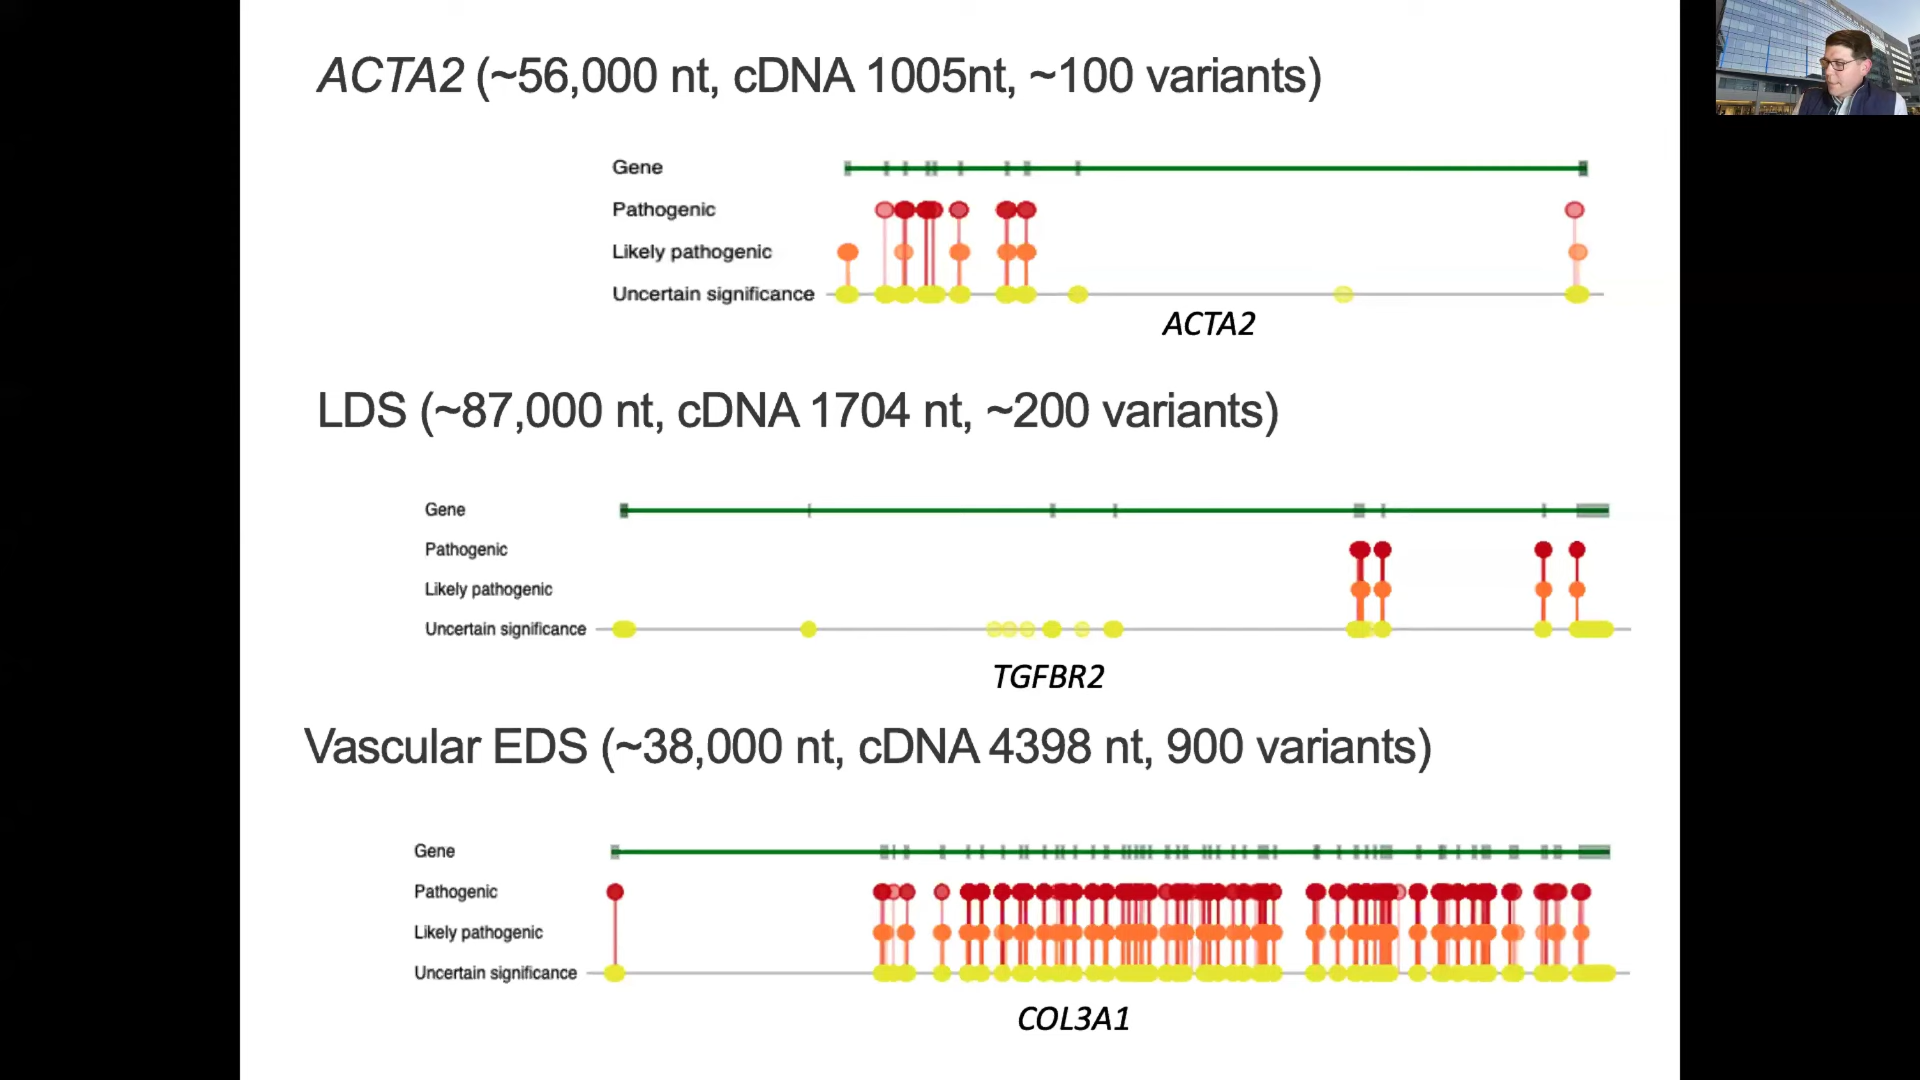 ACTA2 (~56,000 nt, cDNA 1005nt, ~100 variants)
Gene
Pathogenic
Likely pathogenic
Uncertain significance
ACTA2
LDS (~87,000 nt, cDNA 1704 nt, ~200 variants)
Gene
Pathogenic
Likely pathogenic
Uncertain significance
TGFBR2
Vascular EDS (~38,000 nt, cDNA 4398 nt, 900 variants)
Gene
Pathogenic
Likely pathogenic
Uncertain significance
COL3A1